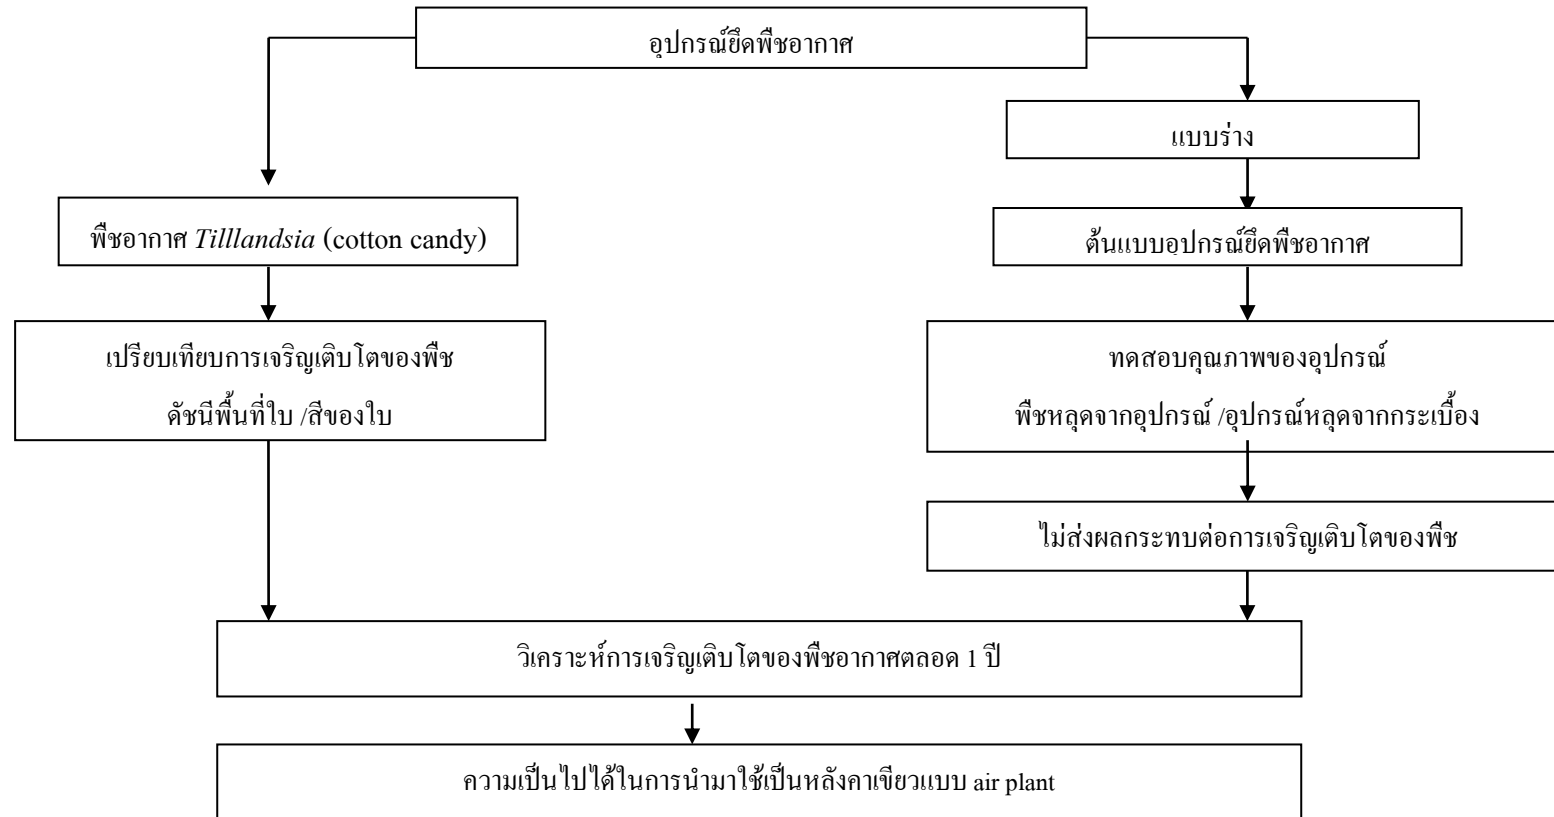 อุปกรณ์ยึดพืชอากาศ
แบบร่าง
พืชอากาศ Tilllandsia (cotton candy)
ต้นแบบอุปกรณ์ยึดพืชอากาศ
เปรียบเทียบการเจริญเติบโตของพืช
ดัชนีพื้นที่ใบ /สีของใบ
ทดสอบคุณภาพของอุปกรณ์
พืชหลุดจากอุปกรณ์ /อุปกรณ์หลุดจากกระเบื้อง
ไม่ส่งผลกระทบต่อการเจริญเติบโตของพืช
วิเคราะห์การเจริญเติบโตของพืชอากาศตลอด 1 ปี
ความเป็นไปได้ในการนำมาใช้เป็นหลังคาเขียวแบบ air plant